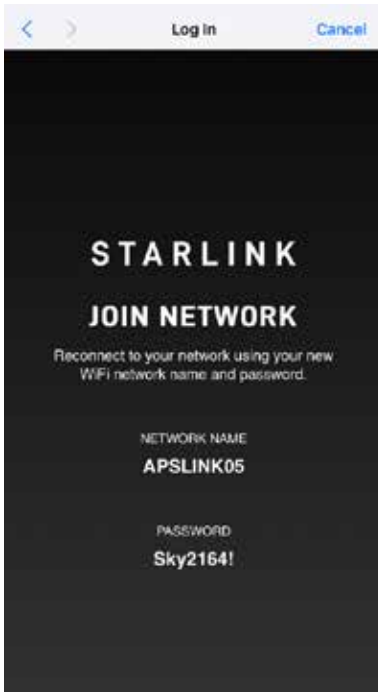 Log In
Cancel
STARLINK
JOIN NETWORK
Reconnect to your network using your new
WiFi network name and password.
NETWORK NAME
APSLINK05
PASSWORD
Sky2164!